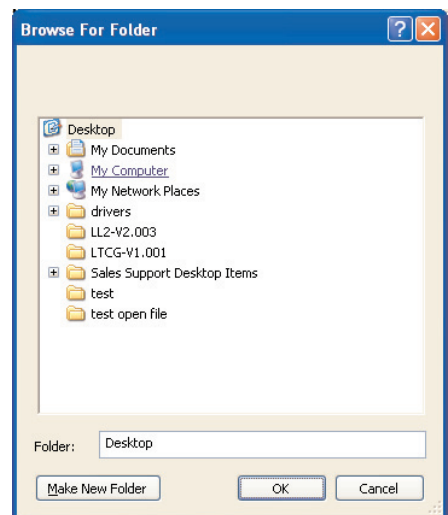 Browse For Folder
Desktop
My Documents
My Computer
My Network Places
drivers
LL2-V2.003
LTCG-V1.001
Sales Support Desktop Items
test
test open file
Folder: Desktop
Make New Folder OK Cancel